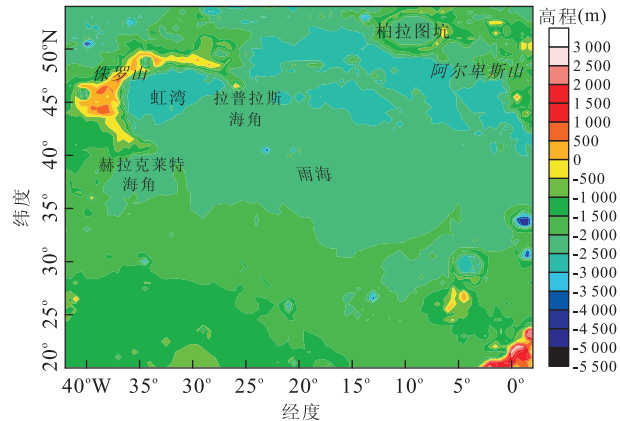 高程(m)
50°N
45°
40°
35°
30°
25°
20°
纬度
柏拉图坑
侏罗山
阿尔卑斯山
虹湾
拉普拉斯
海角
赫拉克莱特
海角
雨海
3 000
2 500
2 000
1 500
1 000
500
0
-500
-1 000
-1 500
-2 000
-2 500
-3 000
-3 500
-4 000
-4 500
-5 000
-5 500
40°W
35°
30°
25°
20°
15°
10°
5°
0°
经度